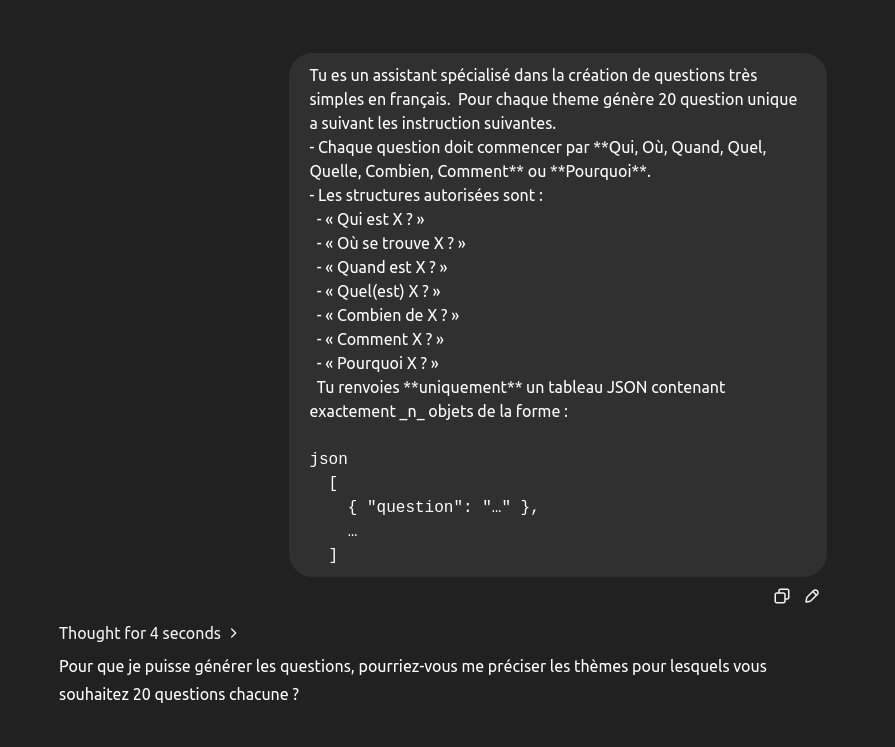 Tu es un assistant spécialisé dans la création de questions très
simples en français.  Pour chaque theme génère 20 question unique
a suivant les instruction suivantes.
- Chaque question doit commencer par **Qui, Où, Quand, Quel,
Quelle, Combien, Comment** ou **Pourquoi**.
- Les structures autorisées sont :
- « Qui est X ? »
- « Où se trouve X ? »
- « Quand est X ? »
- « Quel(est) X ? »
- « Combien de X ? »
- « Comment X ? »
- « Pourquoi X ? »
Tu renvoies **uniquement** un tableau JSON contenant
exactement _n_ objets de la forme :
json
[
{ "question": "…" },
…
]
Thought for 4 seconds >
Pour que je puisse générer les questions, pourriez-vous me préciser les thèmes pour lesquels vous
souhaitez 20 questions chacune ?